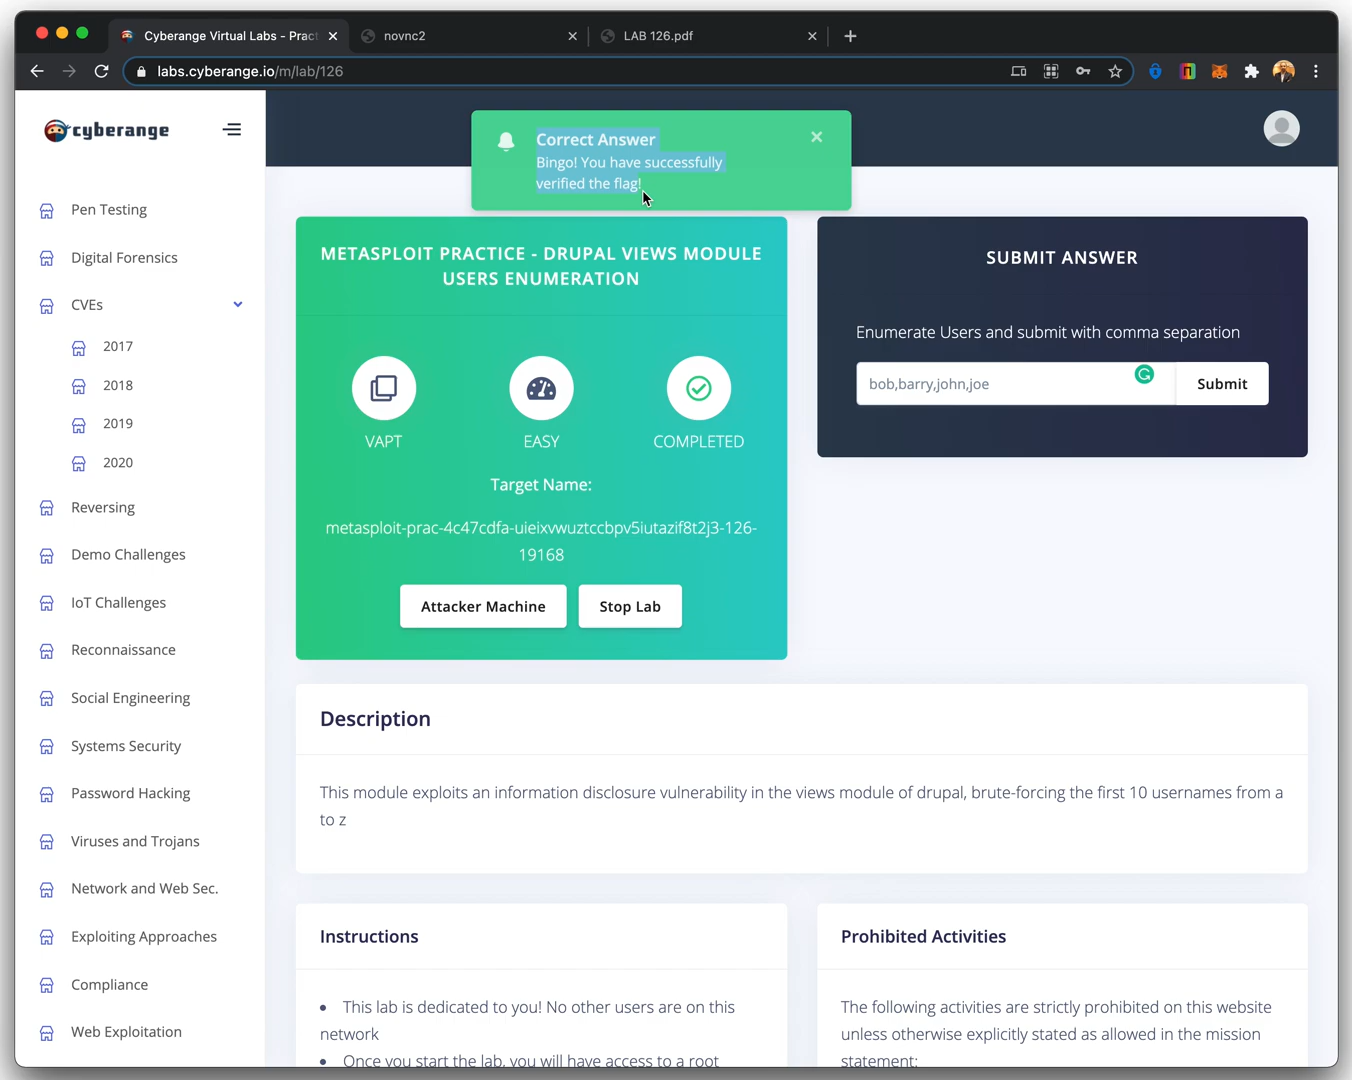 Cyberange Virtual Labs - Pract
novnc2
LAB 126.pdf
labs.cyberange.io/m/lab/126
cyberange
Pen Testing
Digital Forensics
CVEs
2017
2018
2019
2020
Reversing
Demo Challenges
IoT Challenges
Reconnaissance
Social Engineering
Systems Security
Password Hacking
Viruses and Trojans
Network and Web Sec.
Exploiting Approaches
Compliance
Web Exploitation
Correct Answer
Bingo! You have successfully
verified the flag!
METASPLOIT PRACTICE - DRUPAL VIEWS MODULE
USERS ENUMERATION
VAPT
EASY
COMPLETED
Target Name:
metasploit-prac-4c47cdfa-uieixvwuztccbpv5iutazif8t2j3-126-
19168
Attacker Machine
Stop Lab
SUBMIT ANSWER
Enumerate Users and submit with comma separation
bob,barry,john,joe
Submit
Description
This module exploits an information disclosure vulnerability in the views module of drupal, brute-forcing the first 10 usernames from a
to z
Instructions
• This lab is dedicated to you! No other users are on this
network
• Once you start the lab, you will have access to a root
Prohibited Activities
The following activities are strictly prohibited on this website
unless otherwise explicitly stated as allowed in the mission
statement: